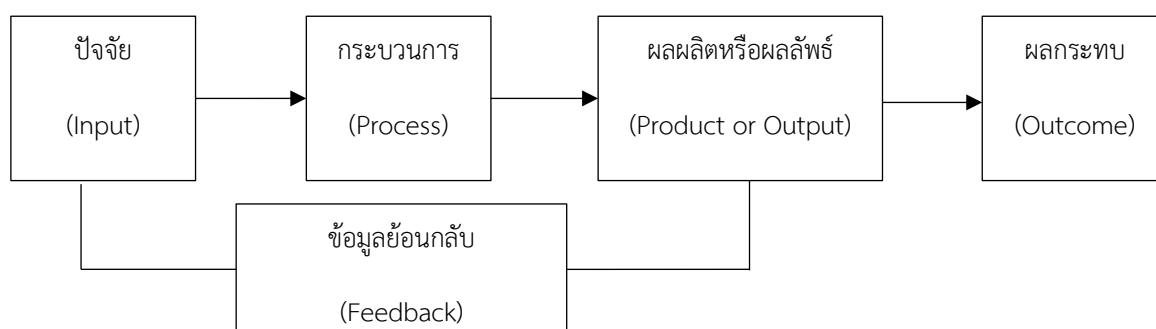 ปัจจัย
(Input)
กระบวนการ
(Process)
ผลผลิตหรือผลลัพธ์
(Product or Output)
ผลกระทบ
(Outcome)
ข้อมูลย้อนกลับ
(Feedback)